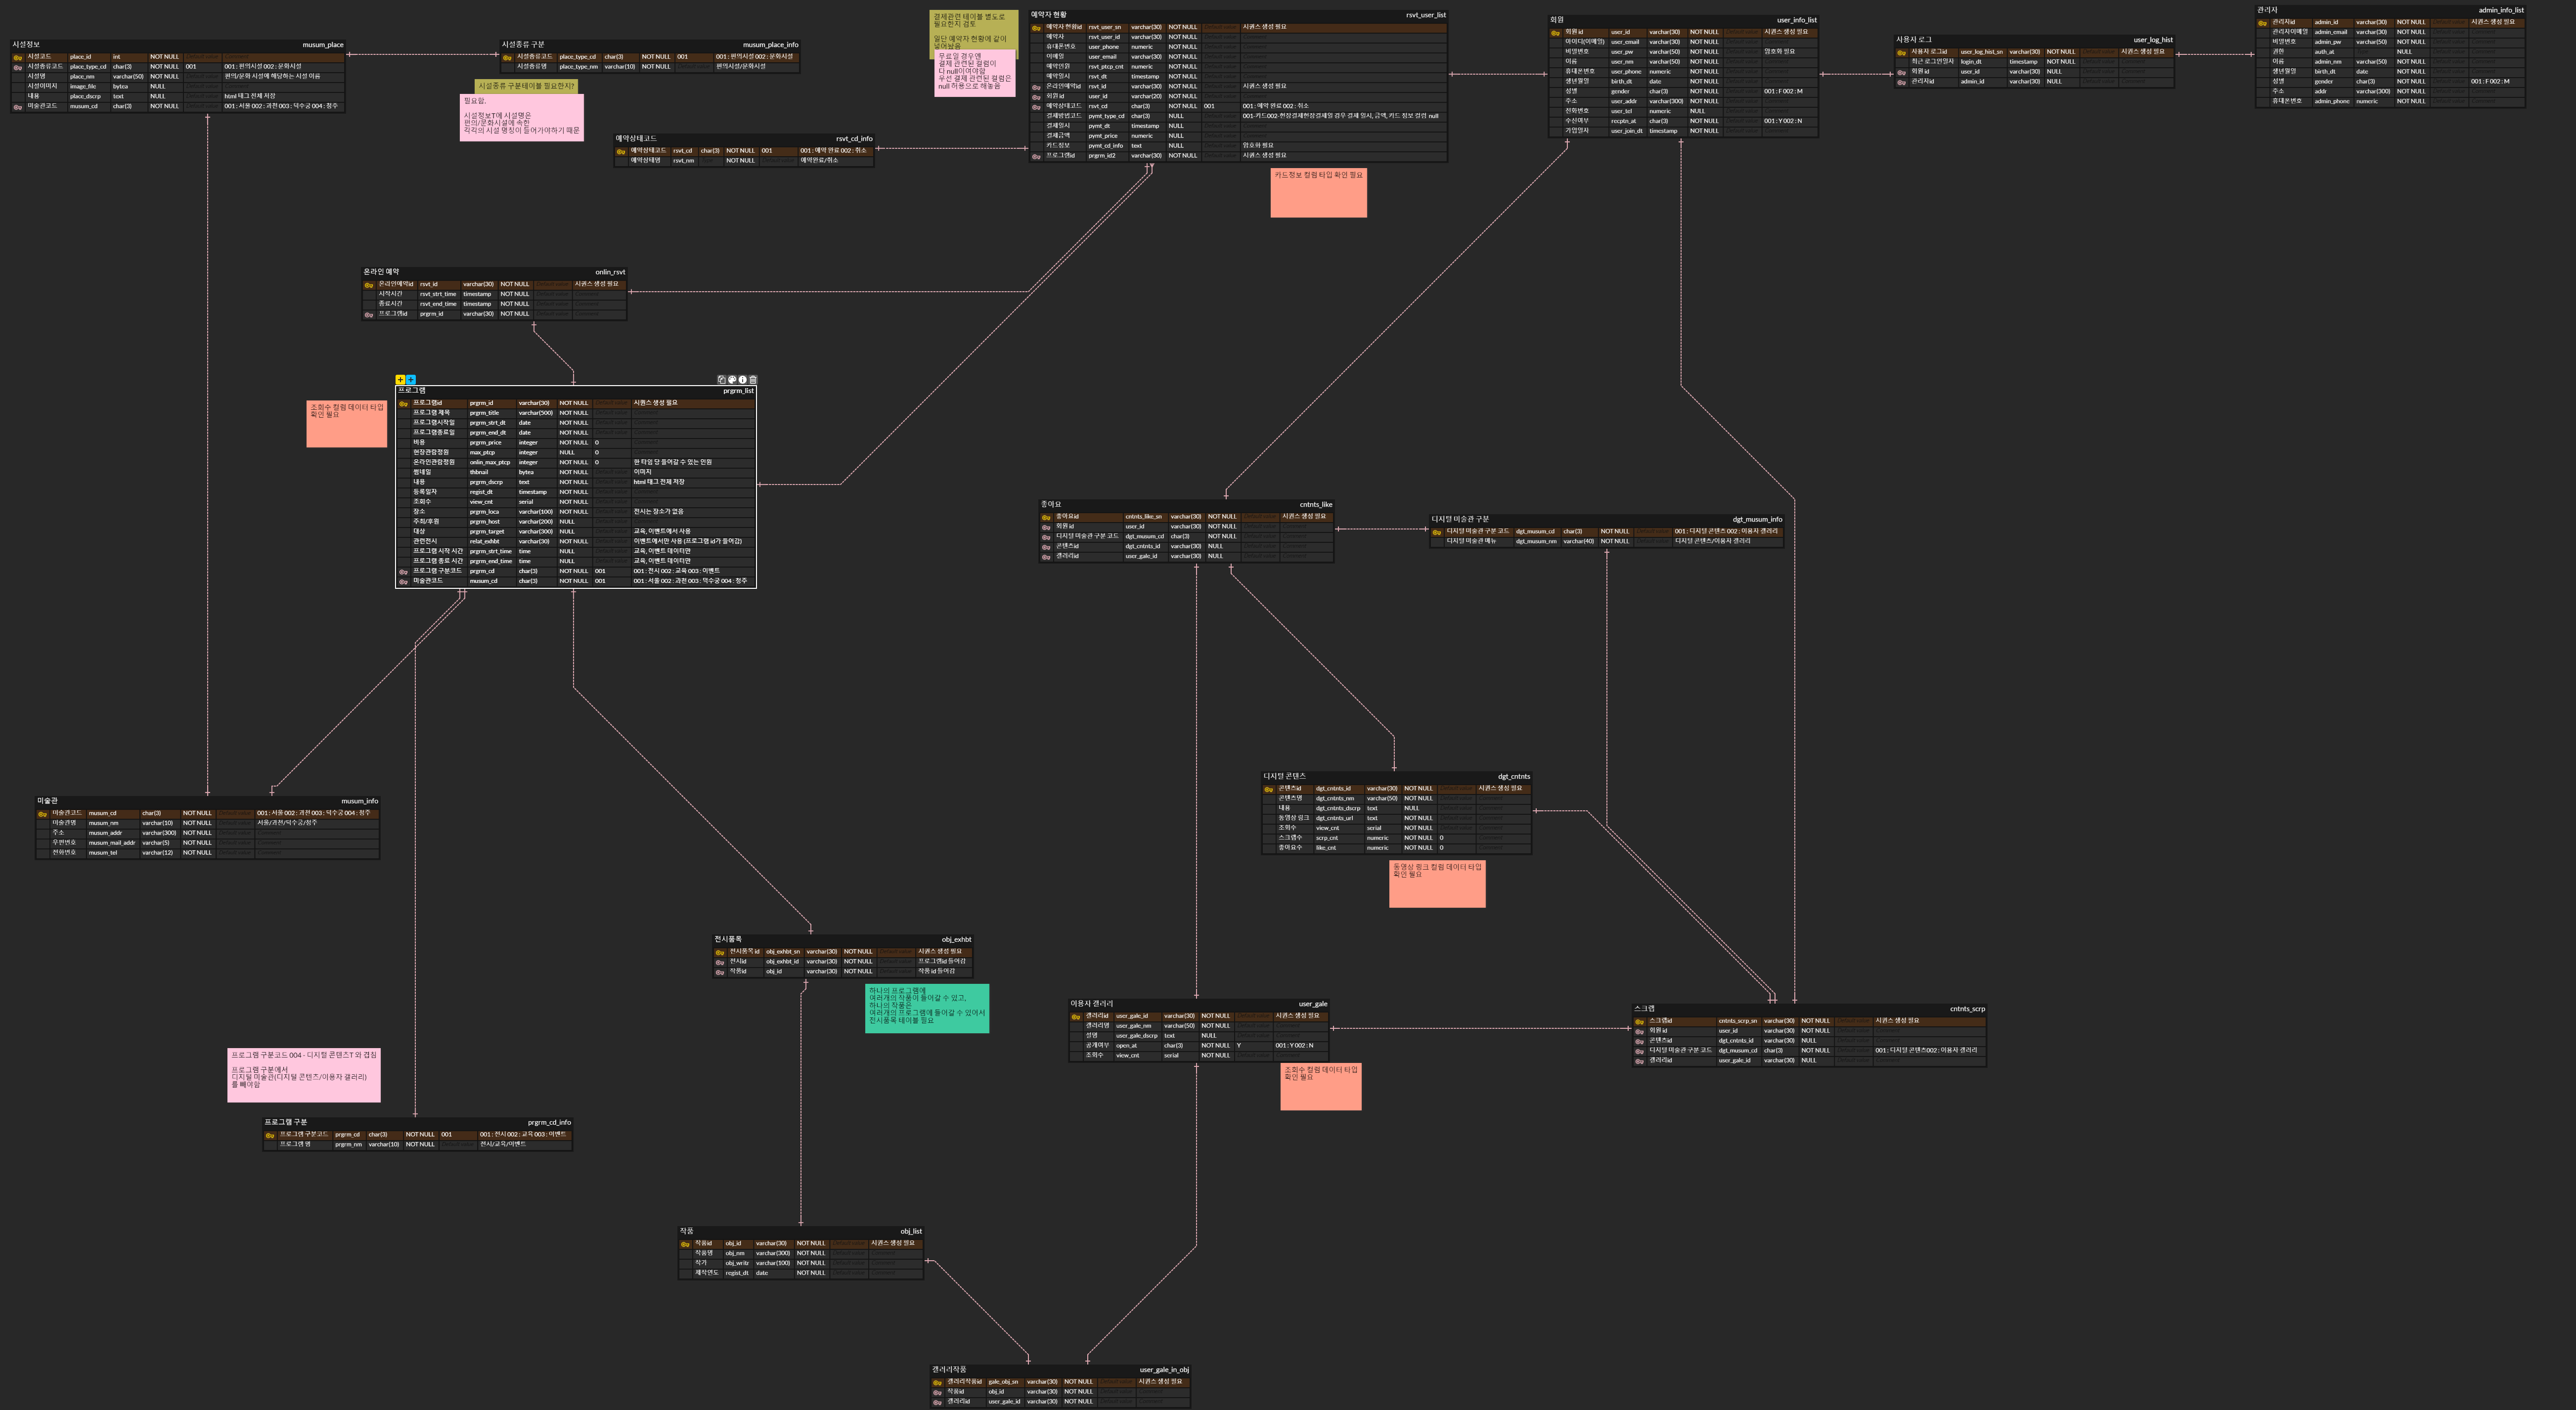 시설정보 musum_place
시설코드 place_id int NOT NULL
시설종류코드 place_type_cd char(3) NOT NULL 001 001 : 편의시설 002 : 문화시설
시설명 place_nm varchar(50) NOT NULL 편의/문화 시설에 해당하는 시설 이름
시설이미지 image_file bytea NULL
내용 place_dscrp text NULL html 태그 전체 저장
미술관코드 musum_cd char(3) NOT NULL 001 : 서울 002 : 과천 003 : 덕수궁 004 : 청주
시설종류 구분 musum_place_info
시설종류코드 place_type_cd char(3) NOT NULL 001 001 : 편의시설 002 : 문화시설
시설종류명 place_type_nm varchar(10) NOT NULL 편의시설/문화시설
시설종류 구분테이블 필요한지?
필요함.
시설정보T에 시설명은
편의/문화시설에 속한
각각의 시설 명칭이 들어가야하기 때문
예약상태코드 rsvt_cd_info
예약상태코드 rsvt_cd char(3) NOT NULL 001 001 : 예약 완료 002 : 취소
예약상태명 rsvt_nm NOT NULL 예약완료/취소
결제관련 테이블 별도로
필요한지 검토
일단 예약자 현황에 같이
넣어놨음
무료일 경우엔
결제 관련된 컬럼이
다 null이여야함
우선 결제 관련된 컬럼은
null 허용으로 해놓음
예약자 현황 rsvt_user_list
예약자 현황id rsvt_user_sn varchar(30) NOT NULL 시퀀스 생성 필요
예약자 rsvt_user_id varchar(30) NOT NULL
휴대폰번호 user_phone numeric NOT NULL
이메일 user_email varchar(30) NOT NULL
예약인원 rsvt_ptcp_cnt numeric NOT NULL
예약일시 rsvt_dt timestamp NOT NULL
온라인예약id rsvt_id varchar(30) NOT NULL 시퀀스 생성 필요
회원 id user_id varchar(20) NOT NULL
예약상태코드 rsvt_cd char(3) NOT NULL 001 001 : 예약 완료 002 : 취소
결제방법코드 pymt_type_cd char(3) NULL 001-카드002-현장결제현장결제일 경우 결제 일시, 금액, 카드 정보 컬럼 null
결제일시 pymt_dt timestamp NULL
결제금액 pymt_price numeric NULL
카드정보 pymt_cd_info text NULL 암호화 필요
프로그램id prgrm_id2 varchar(30) NOT NULL 시퀀스 생성 필요
카드정보 컬럼 타입 확인 필요
회원 user_info_list
회원 id user_id varchar(30) NOT NULL 시퀀스 생성 필요
아이디(이메일) user_email varchar(30) NOT NULL
비밀번호 user_pw varchar(50) NOT NULL 암호화 필요
이름 user_nm varchar(50) NOT NULL
휴대폰번호 user_phone numeric NOT NULL
생년월일 birth_dt date NOT NULL
성별 gender char(3) NOT NULL 001 : F 002 : M
주소 user_addr varchar(300) NOT NULL
전화번호 user_tel numeric NULL
수신여부 recptn_at char(3) NOT NULL 001 : Y 002 : N
가입일자 user_join_dt timestamp NOT NULL
사용자 로그 user_log_hist
사용자 로그id user_log_hist_sn varchar(30) NOT NULL 시퀀스 생성 필요
최근 로그인일자 login_dt timestamp NOT NULL
회원 id user_id varchar(30) NULL
관리자id admin_id varchar(30) NULL
관리자 admin_info_list
관리자id admin_id varchar(30) NOT NULL 시퀀스 생성 필요
관리자이메일 admin_email varchar(30) NOT NULL
비밀번호 admin_pw varchar(50) NOT NULL
권한 auth_at NULL
이름 admin_nm varchar(50) NOT NULL
생년월일 birth_dt date NOT NULL
성별 gender char(3) NOT NULL 001 : F 002 : M
주소 addr varchar(300) NOT NULL
휴대폰번호 admin_phone numeric NOT NULL
온라인 예약 onlin_rsvt
온라인예약id rsvt_id varchar(30) NOT NULL 시퀀스 생성 필요
시작시간 rsvt_strt_time timestamp NOT NULL
종료시간 rsvt_end_time timestamp NOT NULL
프로그램id prgrm_id varchar(30) NOT NULL
조회수 컬럼 데이터 타입
확인 필요
프로그램 prgrm_list
프로그램id prgrm_id varchar(30) NOT NULL 시퀀스 생성 필요
프로그램 제목 prgrm_title varchar(500) NOT NULL
프로그램시작일 prgrm_strt_dt date NOT NULL
프로그램종료일 prgrm_end_dt date NOT NULL
비용 prgrm_price integer NOT NULL 0
현장관람정원 max_ptcp integer NULL 0
온라인관람정원 onlin_max_ptcp integer NOT NULL 0 한 타임 당 들어갈 수 있는 인원
썸네일 thbnail bytea NOT NULL 이미지
내용 prgrm_dscrp text NOT NULL html 태그 전체 저장
등록일자 regist_dt timestamp NOT NULL
조회수 view_cnt serial NOT NULL
장소 prgrm_loca varchar(100) NOT NULL 전시는 장소가 없음
주최/후원 prgrm_host varchar(200) NULL
대상 prgrm_target varchar(300) NULL 교육, 이벤트에서 사용
관련전시 relat_exhbt varchar(30) NOT NULL 이벤트에서만 사용 (프로그램 id가 들어감)
프로그램 시작 시간 prgrm_strt_time time NULL 교육, 이벤트 데이터만
프로그램 종료 시간 prgrm_end_time time NULL 교육, 이벤트 데이터만
프로그램 구분코드 prgrm_cd char(3) NOT NULL 001 001 : 전시 002 : 교육 003 : 이벤트
미술관코드 musum_cd char(3) NOT NULL 001 001 : 서울 002 : 과천 003 : 덕수궁 004 : 청주
좋아요 cntnts_like
좋아요id cntnts_like_sn varchar(30) NOT NULL 시퀀스 생성 필요
회원 id user_id varchar(30) NOT NULL
디지털 미술관 구분 코드 dgt_musum_cd char(3) NOT NULL
콘텐츠id dgt_cntnts_id varchar(30) NULL
갤러리id user_gale_id varchar(30) NULL
디지털 미술관 구분 dgt_musum_info
디지털 미술관 구분 코드 dgt_musum_cd char(3) NOT NULL 001 : 디지털 콘텐츠 002 : 이용자 갤러리
디지털 미술관 메뉴 dgt_musum_nm varchar(40) NOT NULL 디지털 콘텐츠/이용자 갤러리
미술관 musum_info
미술관코드 musum_cd char(3) NOT NULL 001 : 서울 002 : 과천 003 : 덕수궁 004 : 청주
미술관명 musum_nm varchar(10) NOT NULL 서울/과천/덕수궁/청주
주소 musum_addr varchar(300) NOT NULL
우편번호 musum_mail_addr varchar(5) NOT NULL
전화번호 musum_tel varchar(12) NOT NULL
디지털 콘텐츠 dgt_cntnts
콘텐츠id dgt_cntnts_id varchar(30) NOT NULL 시퀀스 생성 필요
콘텐츠명 dgt_cntnts_nm varchar(50) NOT NULL
내용 dgt_cntnts_dscrp text NULL
동영상 링크 dgt_cntnts_url text NOT NULL
조회수 view_cnt serial NOT NULL
스크랩수 scrp_cnt numeric NOT NULL 0
좋아요수 like_cnt numeric NOT NULL 0
동영상 링크 컬럼 데이터 타입
확인 필요
전시품목 obj_exhbt
전시품목 id obj_exhbt_sn varchar(30) NOT NULL 시퀀스 생성 필요
전시id obj_exhbt_id varchar(30) NOT NULL 프로그램id 들어감
작품id obj_id varchar(30) NOT NULL 작품 id 들어감
하나의 프로그램에
여러개의 작품이 들어갈 수 있고,
하나의 작품은
여러개의 프로그램에 들어갈 수 있어서
전시품목 테이블 필요
이용자 갤러리 user_gale
갤러리id user_gale_id varchar(30) NOT NULL 시퀀스 생성 필요
갤러리명 user_gale_nm varchar(50) NOT NULL
설명 user_gale_dscrp text NULL
공개여부 open_at char(3) NOT NULL Y 001 : Y 002 : N
조회수 view_cnt serial NOT NULL
조회수 컬럼 데이터 타입
확인 필요
스크랩 cntnts_scrp
스크랩id cntnts_scrp_sn varchar(30) NOT NULL 시퀀스 생성 필요
회원 id user_id varchar(30) NOT NULL
콘텐츠id dgt_cntnts_id varchar(30) NULL
디지털 미술관 구분 코드 dgt_musum_cd char(3) NOT NULL 001 : 디지털 콘텐츠002 : 이용자 갤러리
갤러리id user_gale_id varchar(30) NULL
프로그램 구분코드 004 - 디지털 콘텐츠T 와 겹침
프로그램 구분에서
디지털 미술관(디지털 콘텐츠/이용자 갤러리)
를 빼야함
프로그램 구분 prgrm_cd_info
프로그램 구분코드 prgrm_cd char(3) NOT NULL 001 001 : 전시 002 : 교육 003 : 이벤트
프로그램 명 prgrm_nm varchar(10) NOT NULL 전시/교육/이벤트
작품 obj_list
작품id obj_id varchar(30) NOT NULL 시퀀스 생성 필요
작품명 obj_nm varchar(300) NOT NULL
작가 obj_writr varchar(100) NOT NULL
제작연도 regist_dt date NOT NULL
갤러리작품 user_gale_in_obj
갤러리작품id gale_obj_sn varchar(30) NOT NULL 시퀀스 생성 필요
작품id obj_id varchar(30) NOT NULL
갤러리id user_gale_id varchar(30) NOT NULL